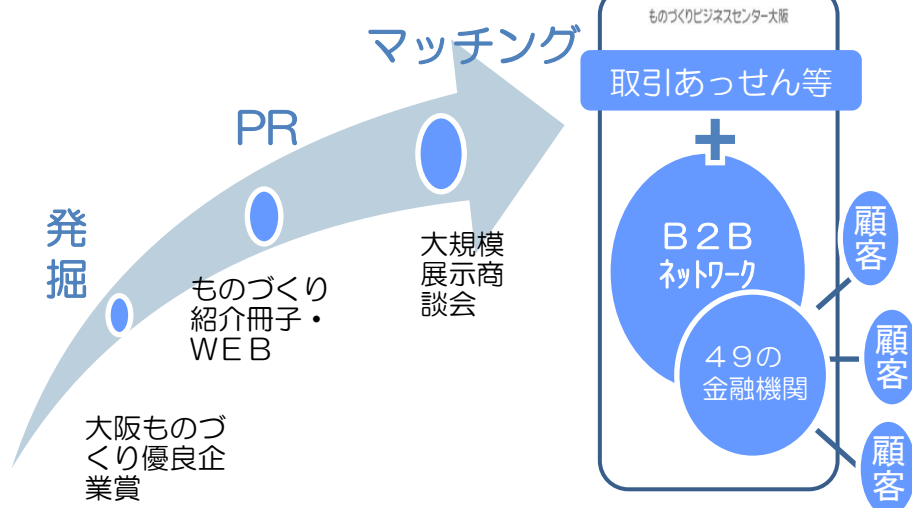 ものづくりビジネスセンター大阪
マッチング
取引あっせん等
PR
発
掘
B2B
ネットワーク
大規模
展示商
談会
ものづくり
紹介冊子・
WEB
49の
金融機関
大阪ものづ
くり優良企
業賞
顧
客
顧
客
顧
客